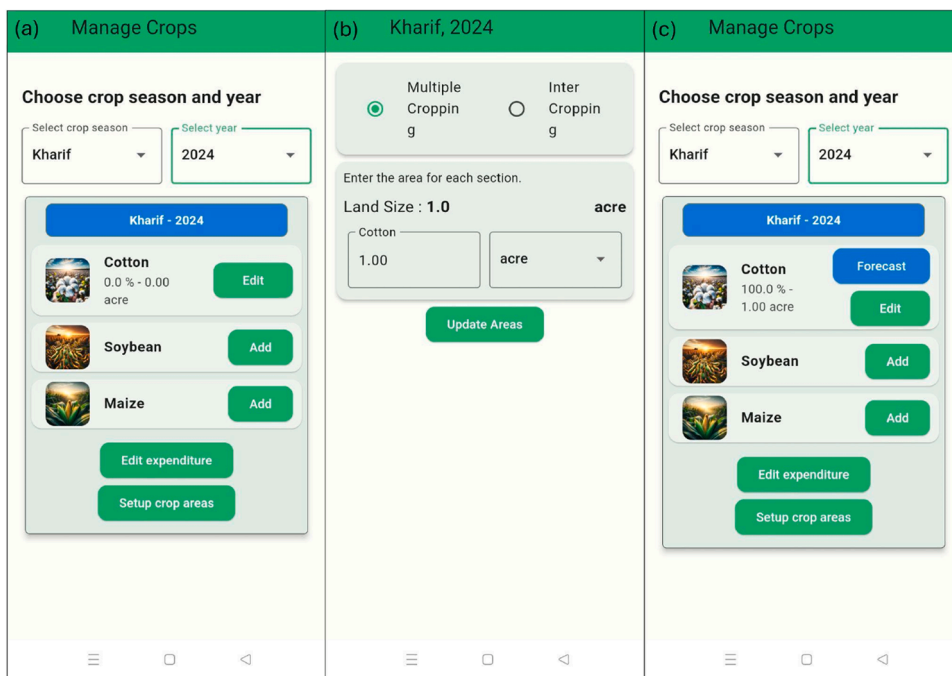 (a) Manage Crops
Choose crop season and year
Select crop season
Kharif
Select year
2024
Kharif - 2024
Cotton
0.0 % - 0.00
acre
Edit
Soybean
Add
Maize
Add
Edit expenditure
Setup crop areas
(b) Kharif, 2024
Multiple
Croppin
g
Inter
Croppin
g
Enter the area for each section.
Land Size : 1.0 acre
Cotton
1.00
acre
Update Areas
(c) Manage Crops
Choose crop season and year
Select crop season
Kharif
Select year
2024
Kharif - 2024
Cotton
100.0 % -
1.00 acre
Forecast
Edit
Soybean
Add
Maize
Add
Edit expenditure
Setup crop areas